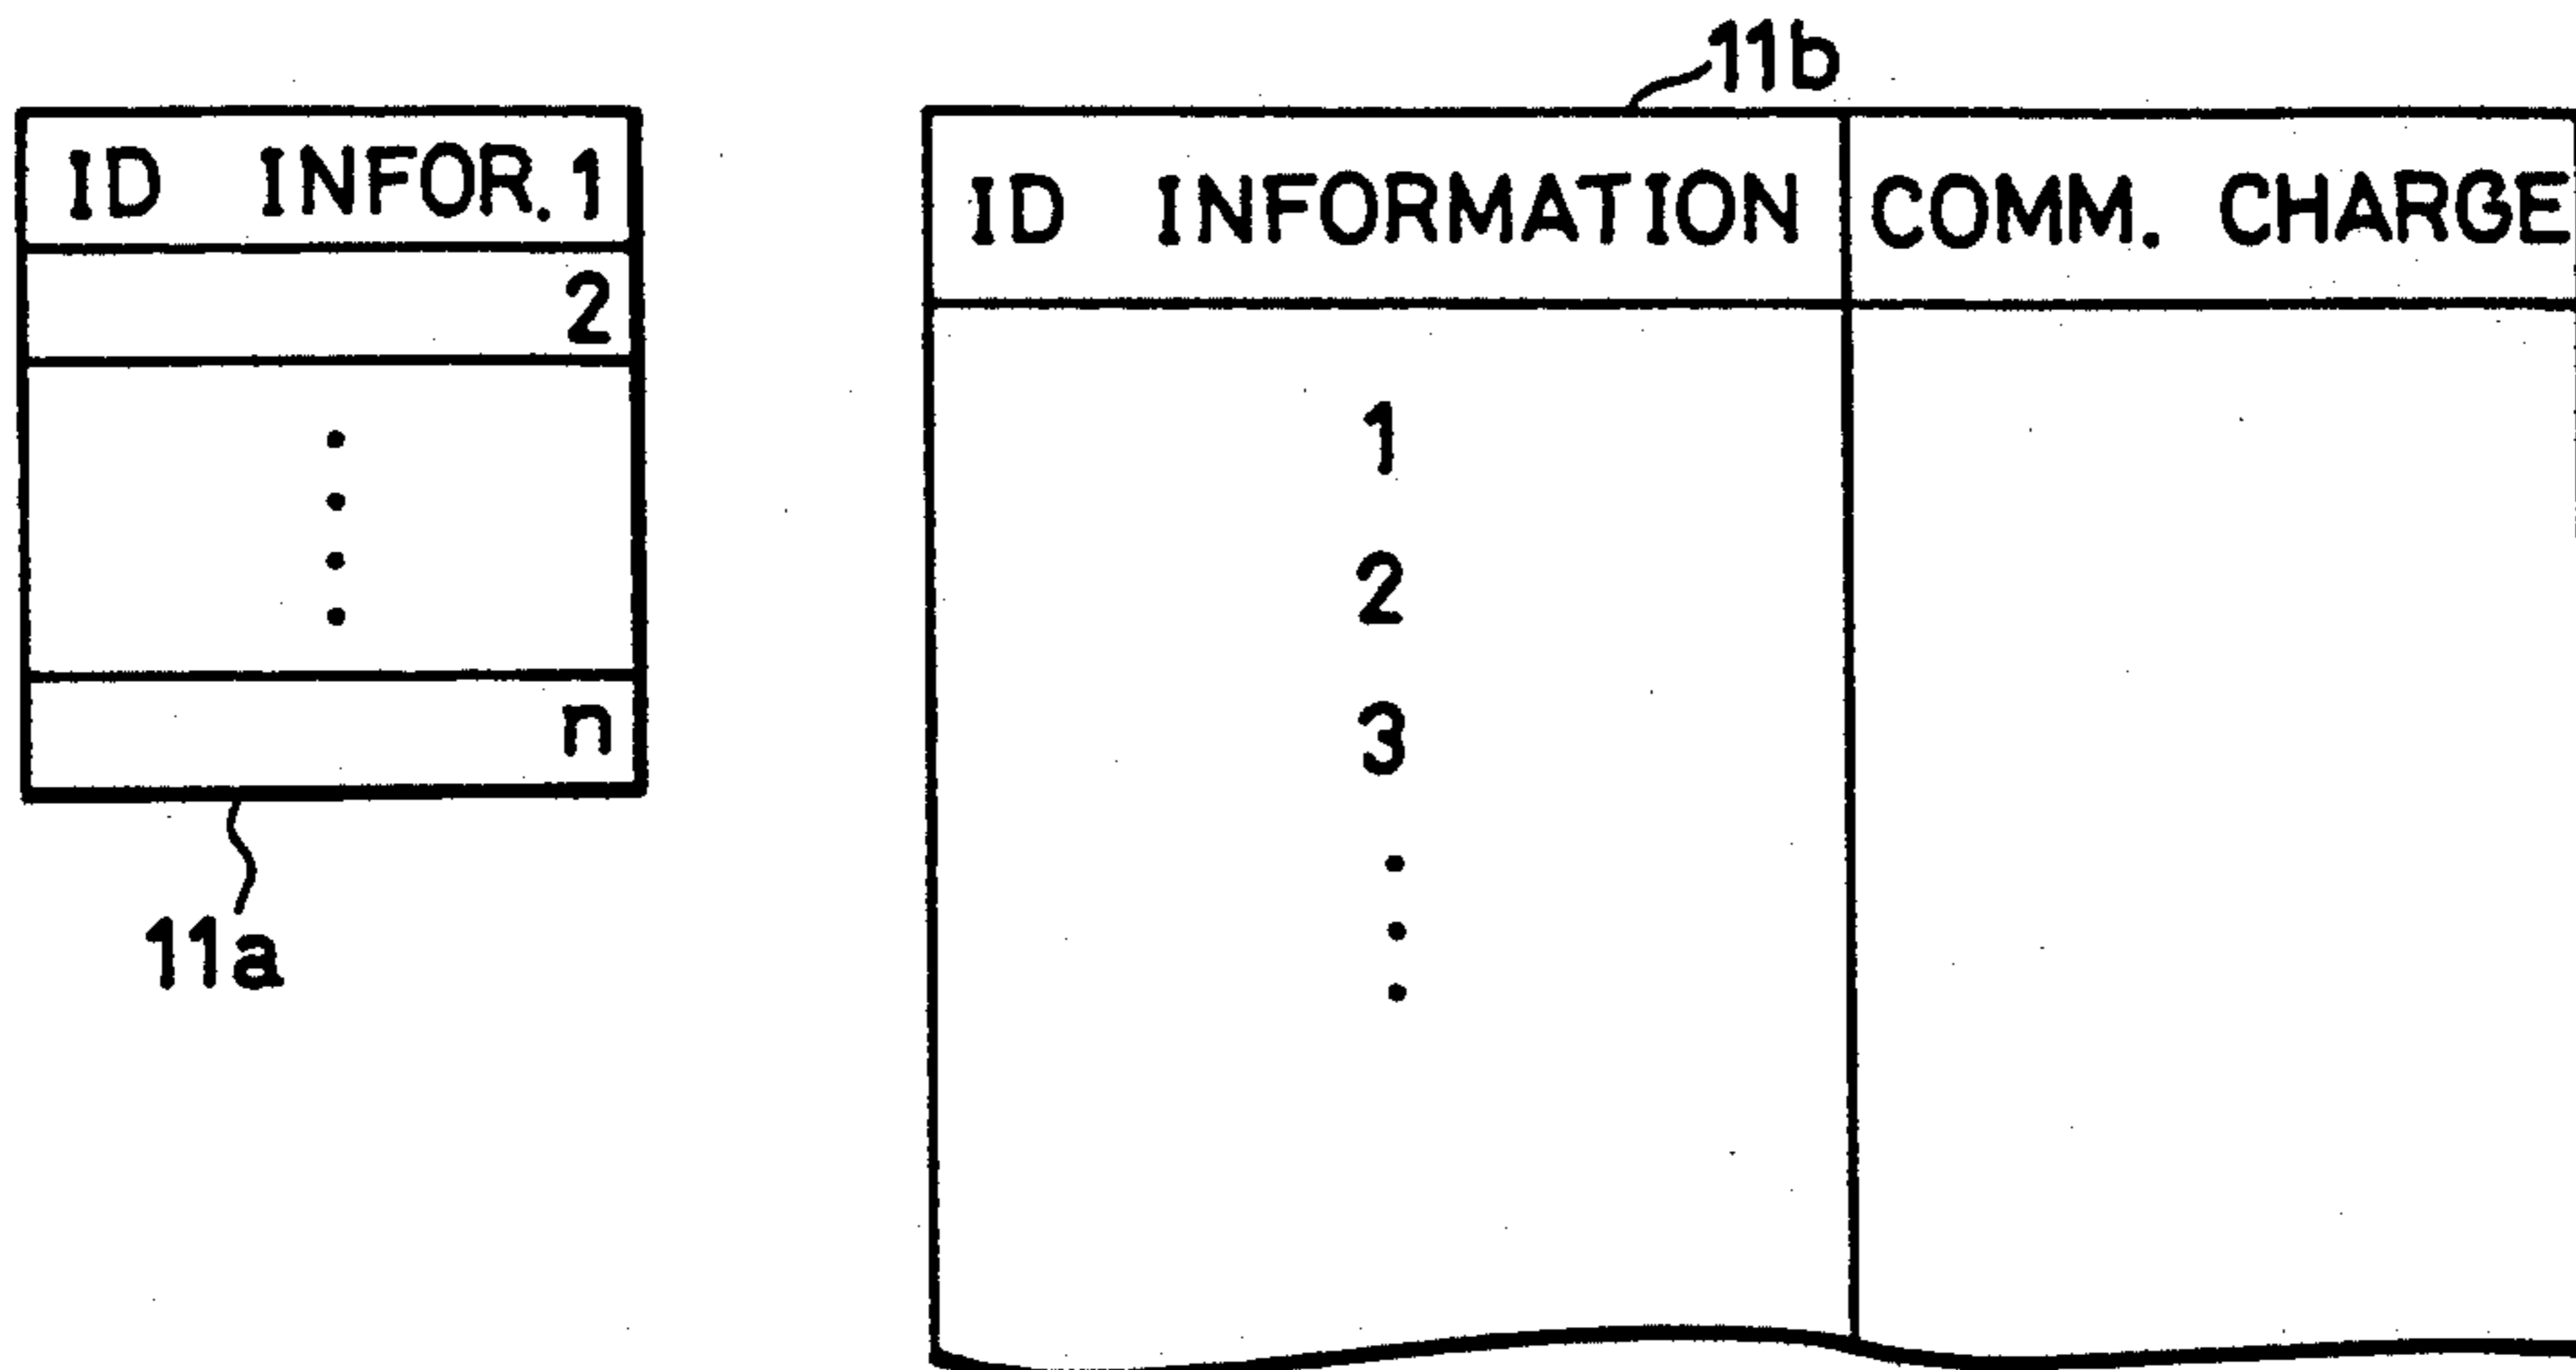 ID INFOR. 1
2
n
11a
11b
ID INFORMATION COMM. CHARGE
1
2
3